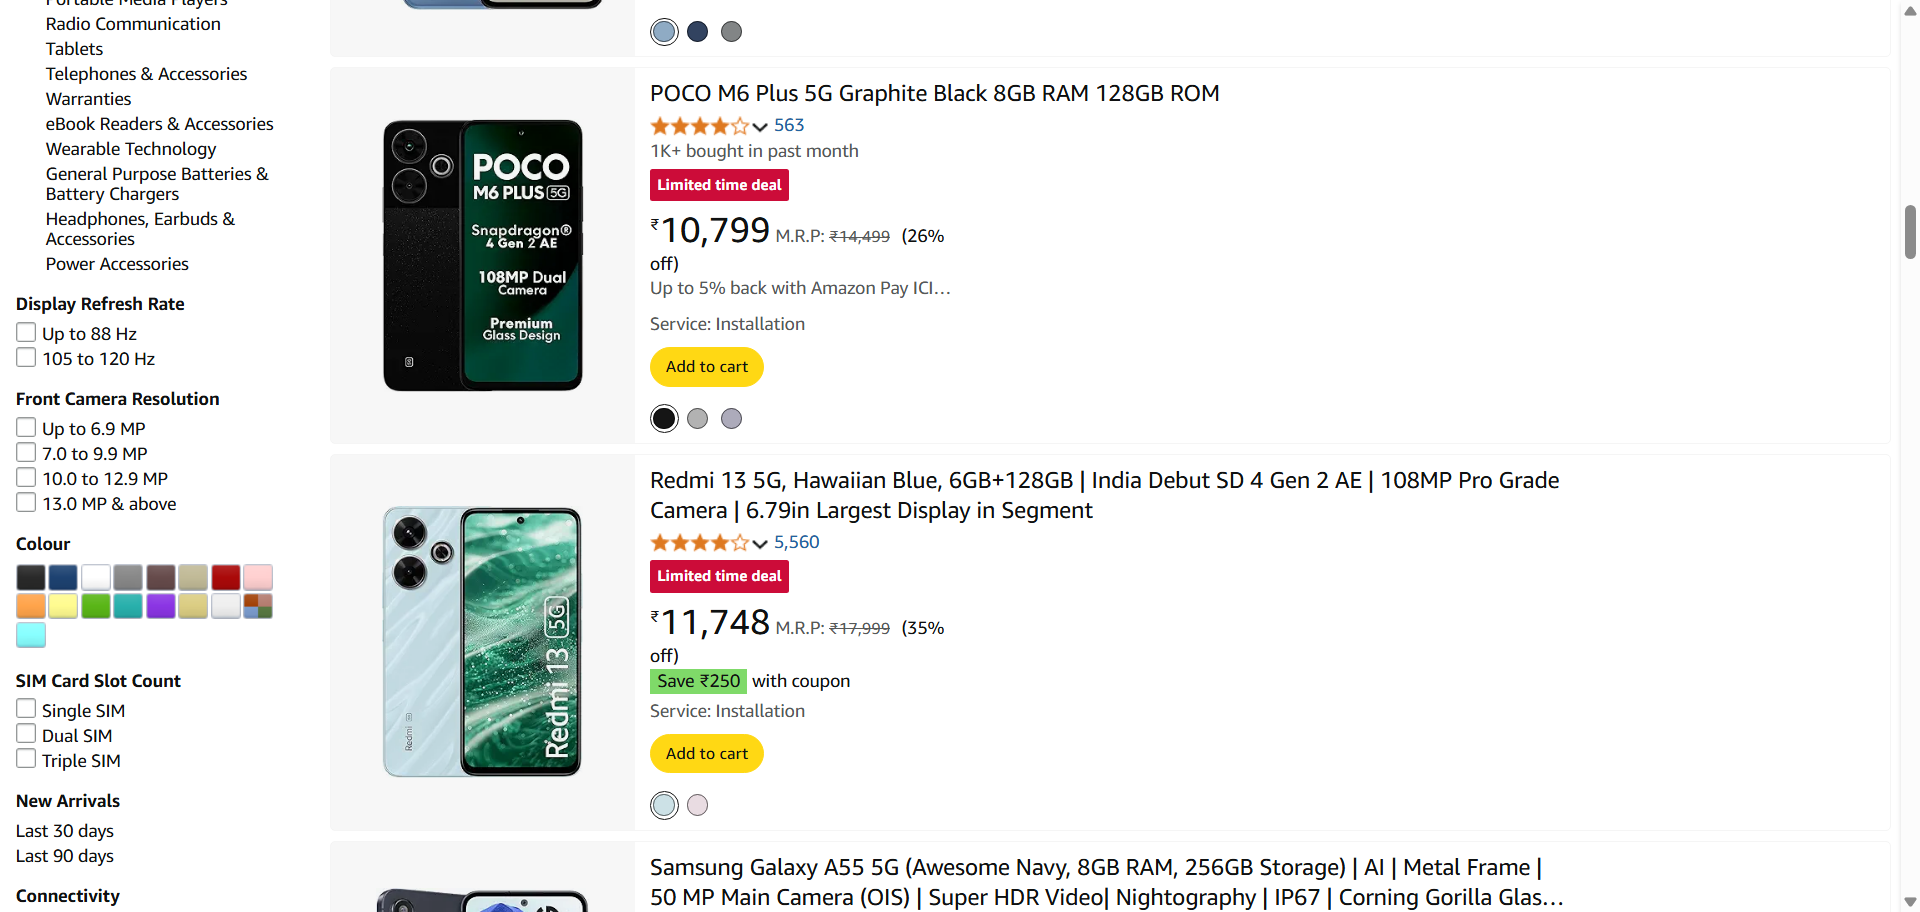 Portable Media Players
Radio Communication
Tablets
Telephones & Accessories
Warranties
eBook Readers & Accessories
Wearable Technology
General Purpose Batteries &
Battery Chargers
Headphones, Earbuds &
Accessories
Power Accessories
Display Refresh Rate
Up to 88 Hz
105 to 120 Hz
Front Camera Resolution
Up to 6.9 MP
7.0 to 9.9 MP
10.0 to 12.9 MP
13.0 MP & above
Colour
SIM Card Slot Count
Single SIM
Dual SIM
Triple SIM
New Arrivals
Last 30 days
Last 90 days
Connectivity
POCO
M6 PLUS 5G
Snapdragon®
4 Gen 2 AE
108MP Dual
Camera
Premium
Glass Design
POCO M6 Plus 5G Graphite Black 8GB RAM 128GB ROM
563
1K+ bought in past month
Limited time deal
₹10,799 M.R.P: ₹14,499 (26%
off)
Up to 5% back with Amazon Pay ICI…
Service: Installation
Add to cart
Redmi 5G
Redmi 13 5G
Redmi 13 5G, Hawaiian Blue, 6GB+128GB | India Debut SD 4 Gen 2 AE | 108MP Pro Grade
Camera | 6.79in Largest Display in Segment
5,560
Limited time deal
₹11,748 M.R.P: ₹17,999 (35%
off)
Save ₹250 with coupon
Service: Installation
Add to cart
Samsung Galaxy A55 5G (Awesome Navy, 8GB RAM, 256GB Storage) | AI | Metal Frame |
50 MP Main Camera (OIS) | Super HDR Video| Nightography | IP67 | Corning Gorilla Glas…